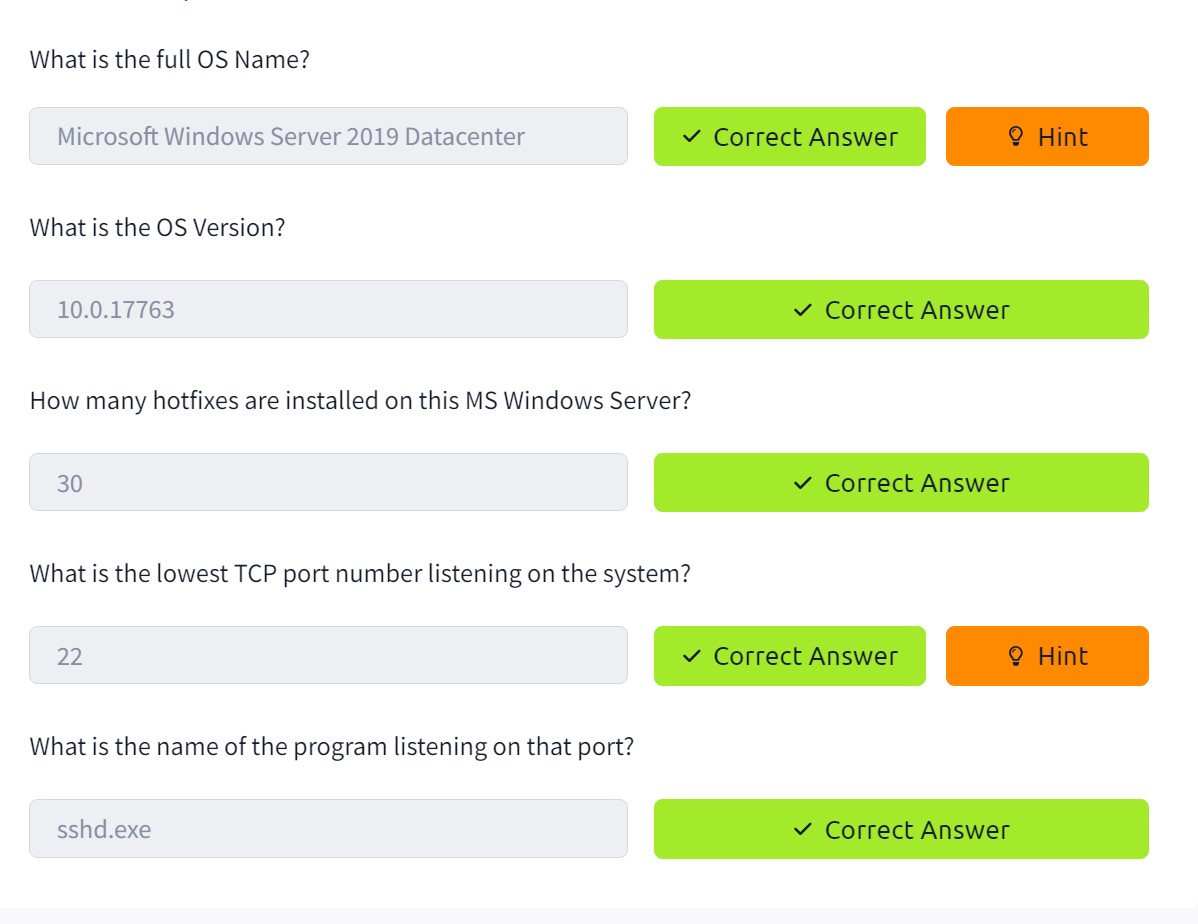 What is the full OS Name?
Microsoft Windows Server 2019 Datacenter
Correct Answer
Hint
What is the OS Version?
10.0.17763
Correct Answer
How many hotfixes are installed on this MS Windows Server?
30
Correct Answer
What is the lowest TCP port number listening on the system?
22
Correct Answer
Hint
What is the name of the program listening on that port?
sshd.exe
Correct Answer